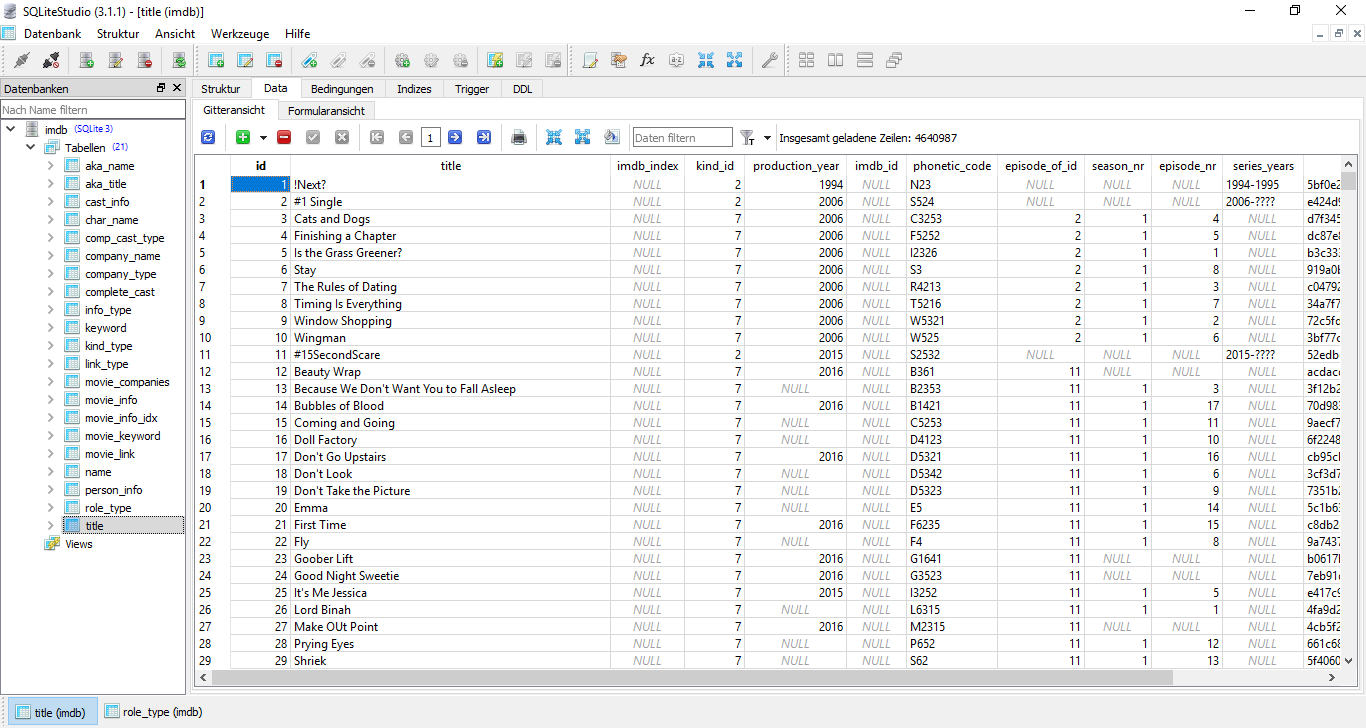 SQLiteStudio (3.1.1) - [title (imdb)]
Datenbank Struktur Ansicht Werkzeuge Hilfe
Datenbanken
Nach Name filtern
imdb (SQLite 3)
Tabellen (21)
aka_name
aka_title
cast_info
char_name
comp_cast_type
company_name
company_type
complete_cast
info_type
keyword
kind_type
link_type
movie_companies
movie_info
movie_info_idx
movie_keyword
movie_link
name
person_info
role_type
title
Views
Struktur Data Bedingungen Indizes Trigger DDL
Gitteransicht Formularansicht
1 Daten filtern Insgesamt geladene Zeilen: 4640987
id title imdb_index kind_id production_year imdb_id phonetic_code episode_of_id season_nr episode_nr series_years
1 1 !Next? NULL 2 1994 NULL N23 NULL NULL NULL 1994-1995 5bf0e2
2 2 #1 Single NULL 2 2006 NULL S524 NULL NULL NULL 2006-???? e424d9
3 3 Cats and Dogs NULL 7 2006 NULL C3253 2 1 4 NULL d7f345
4 4 Finishing a Chapter NULL 7 2006 NULL F5252 2 1 5 NULL dc87e8
5 5 Is the Grass Greener? NULL 7 2006 NULL I2326 2 1 1 NULL b3c333
6 6 Stay NULL 7 2006 NULL S3 2 1 8 NULL 919a0b
7 7 The Rules of Dating NULL 7 2006 NULL R4213 2 1 3 NULL c04792
8 8 Timing Is Everything NULL 7 2006 NULL T5216 2 1 7 NULL 34a7f7
9 9 Window Shopping NULL 7 2006 NULL W5321 2 1 2 NULL 72c5fc
10 10 Wingman NULL 7 2006 NULL W525 2 1 6 NULL 3bf77c
11 11 #15SecondScare NULL 2 2015 NULL S2532 NULL NULL NULL 2015-???? 52edb
12 12 Beauty Wrap NULL 7 2016 NULL B361 11 NULL NULL NULL acdacc
13 13 Because We Don't Want You to Fall Asleep NULL 7 NULL NULL B2353 11 1 3 NULL 3f12b2
14 14 Bubbles of Blood NULL 7 2016 NULL B1421 11 1 17 NULL 70d983
15 15 Coming and Going NULL 7 NULL NULL C5253 11 1 11 NULL 9aecf7
16 16 Doll Factory NULL 7 NULL NULL D4123 11 1 10 NULL 6f2248
17 17 Don't Go Upstairs NULL 7 2016 NULL D5321 11 1 16 NULL cb95cl
18 18 Don't Look NULL 7 NULL NULL D5342 11 1 6 NULL 3cf3d7
19 19 Don't Take the Picture NULL 7 NULL NULL D5323 11 1 9 NULL 7351b2
20 20 Emma NULL 7 NULL NULL E5 11 1 14 NULL 5c1b63
21 21 First Time NULL 7 2016 NULL F6235 11 1 15 NULL c8db2
22 22 Fly NULL 7 NULL NULL F4 11 1 8 NULL 9a7437
23 23 Goober Lift NULL 7 2016 NULL G1641 11 NULL NULL NULL b0617
24 24 Good Night Sweetie NULL 7 2016 NULL G3523 11 NULL NULL NULL 7eb91
25 25 It's Me Jessica NULL 7 2015 NULL I3252 11 1 5 NULL e417c9
26 26 Lord Binah NULL 7 NULL NULL L6315 11 1 1 NULL 4fa9d2
27 27 Make OUt Point NULL 7 2016 NULL M2315 11 NULL NULL NULL 4cb5f2
28 28 Prying Eyes NULL 7 NULL NULL P652 11 1 12 NULL 661c68
29 29 Shriek NULL 7 NULL NULL S62 11 1 13 NULL 5f4060
title (imdb) role_type (imdb)